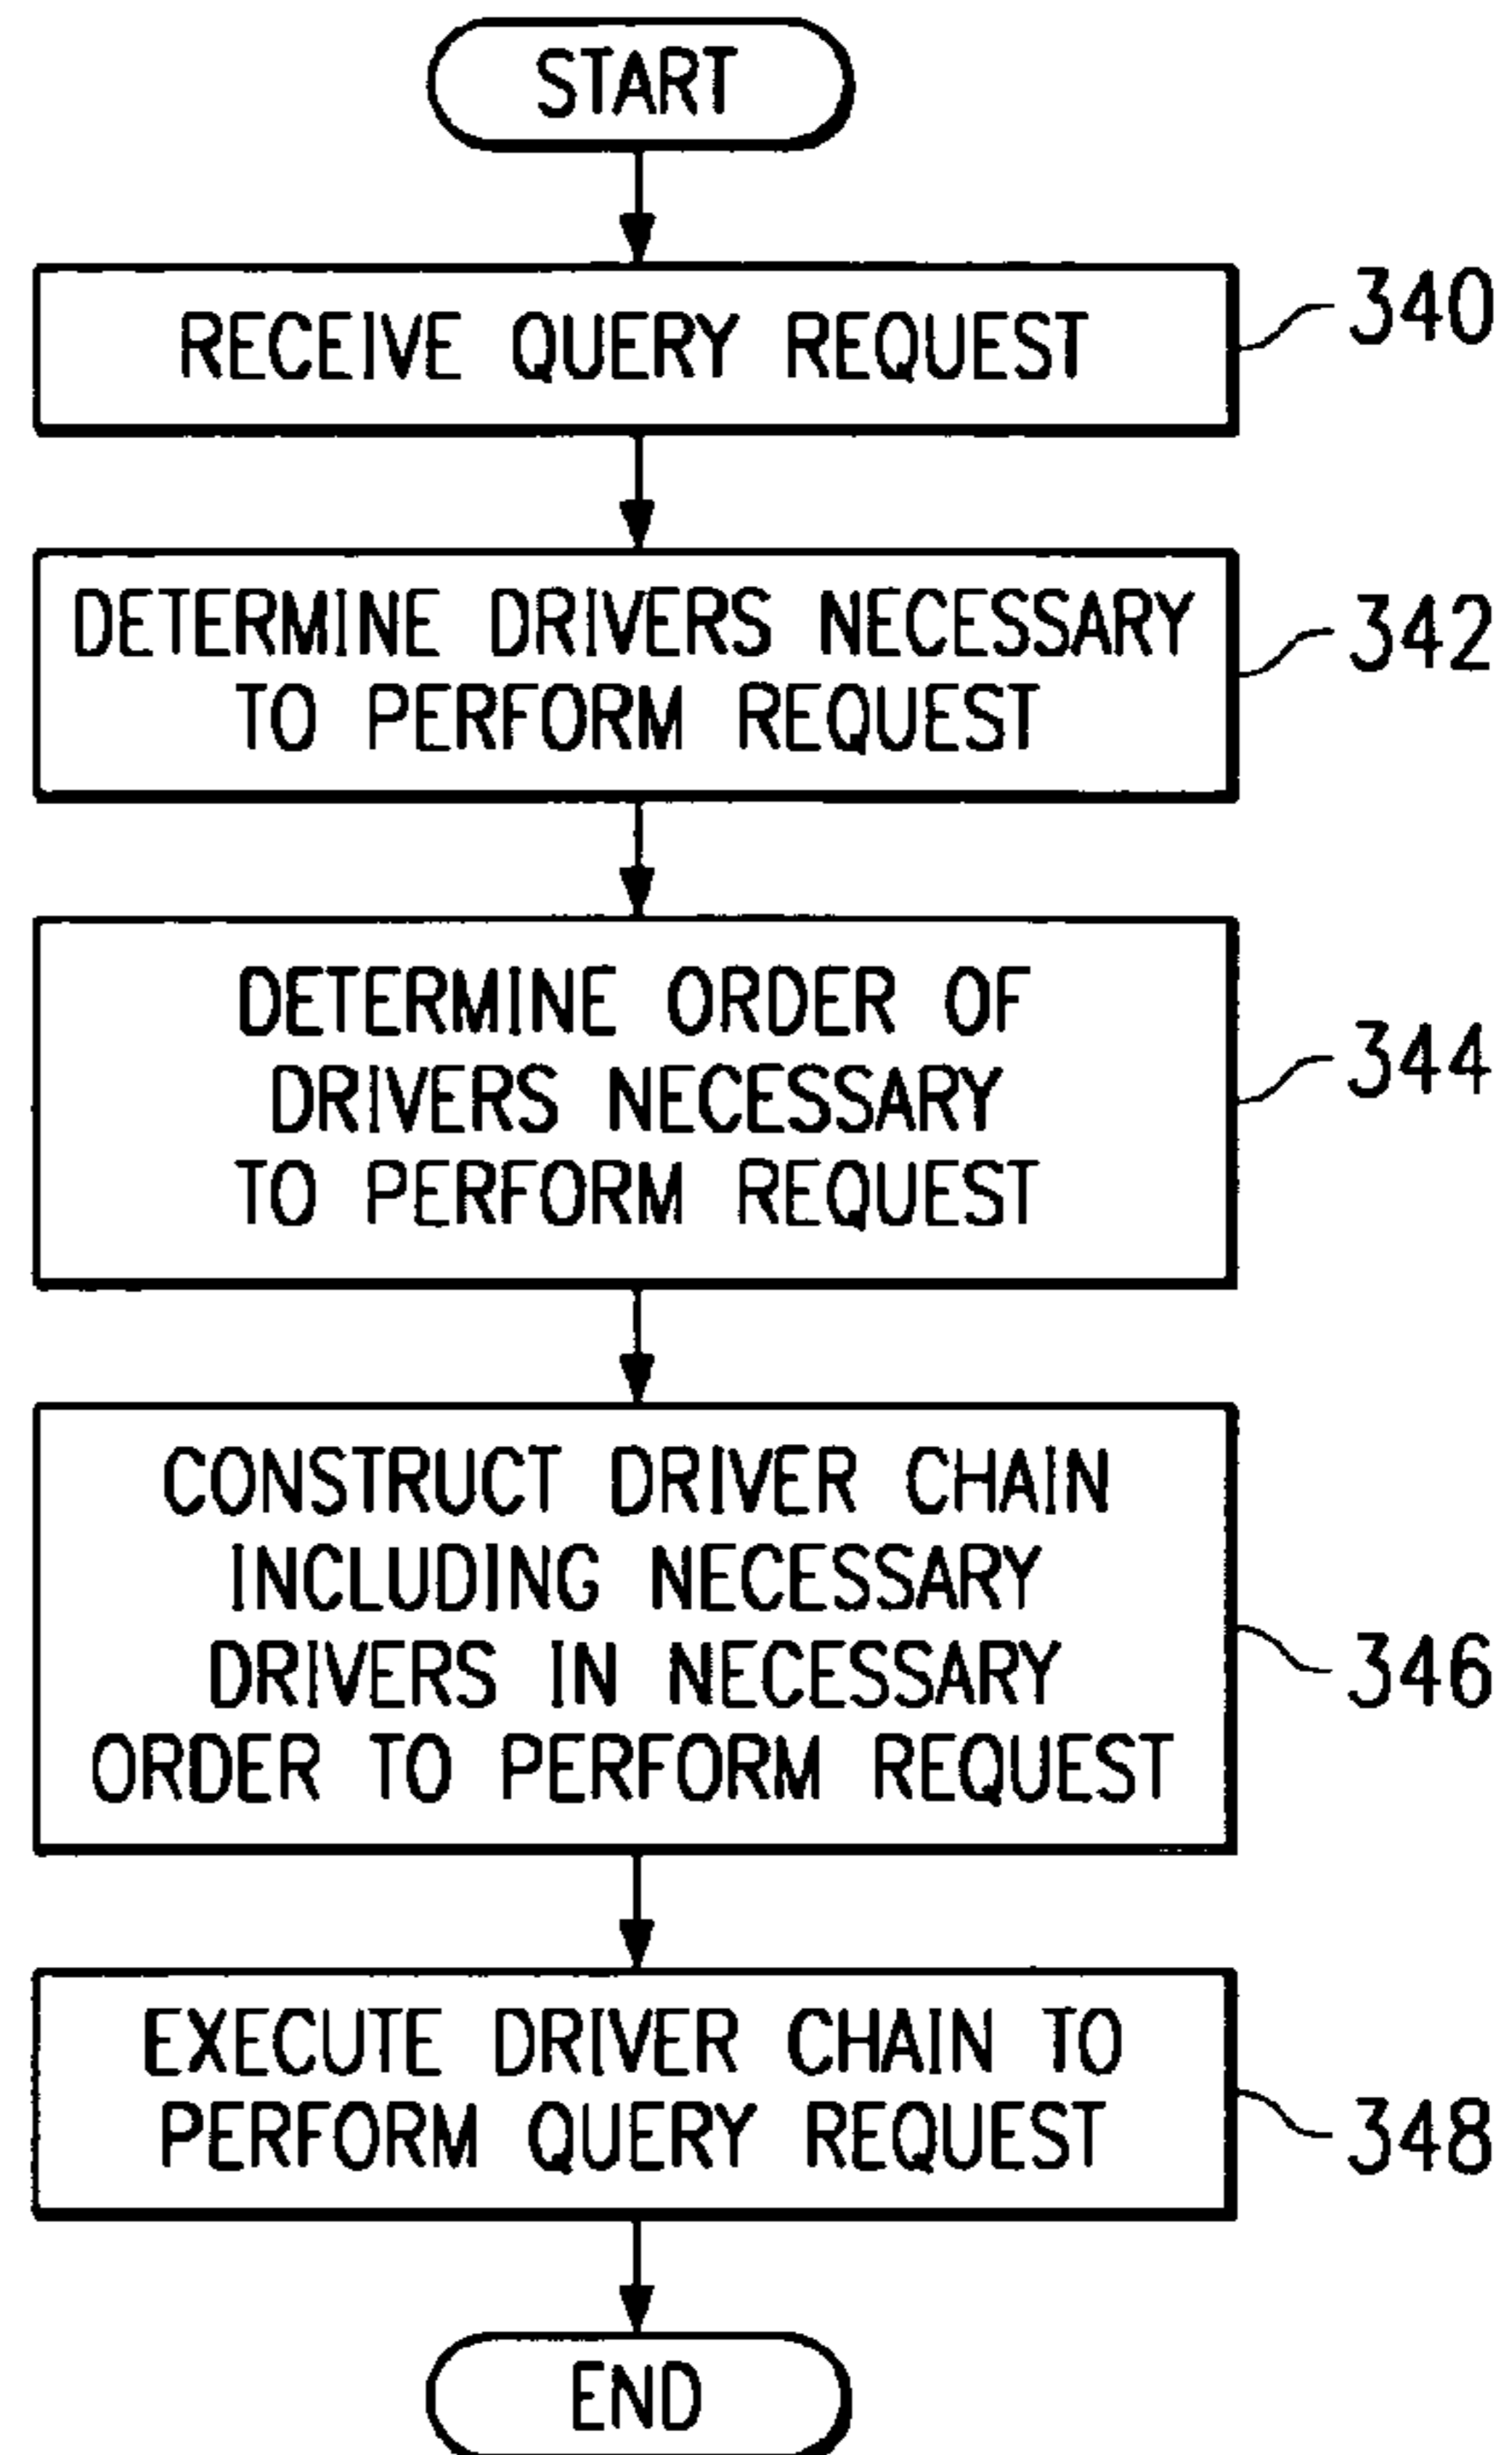 START
RECEIVE QUERY REQUEST
340
DETERMINE DRIVERS NECESSARY
TO PERFORM REQUEST
342
DETERMINE ORDER OF
DRIVERS NECESSARY
TO PERFORM REQUEST
344
CONSTRUCT DRIVER CHAIN
INCLUDING NECESSARY
DRIVERS IN NECESSARY
ORDER TO PERFORM REQUEST
346
EXECUTE DRIVER CHAIN TO
PERFORM QUERY REQUEST
348
END